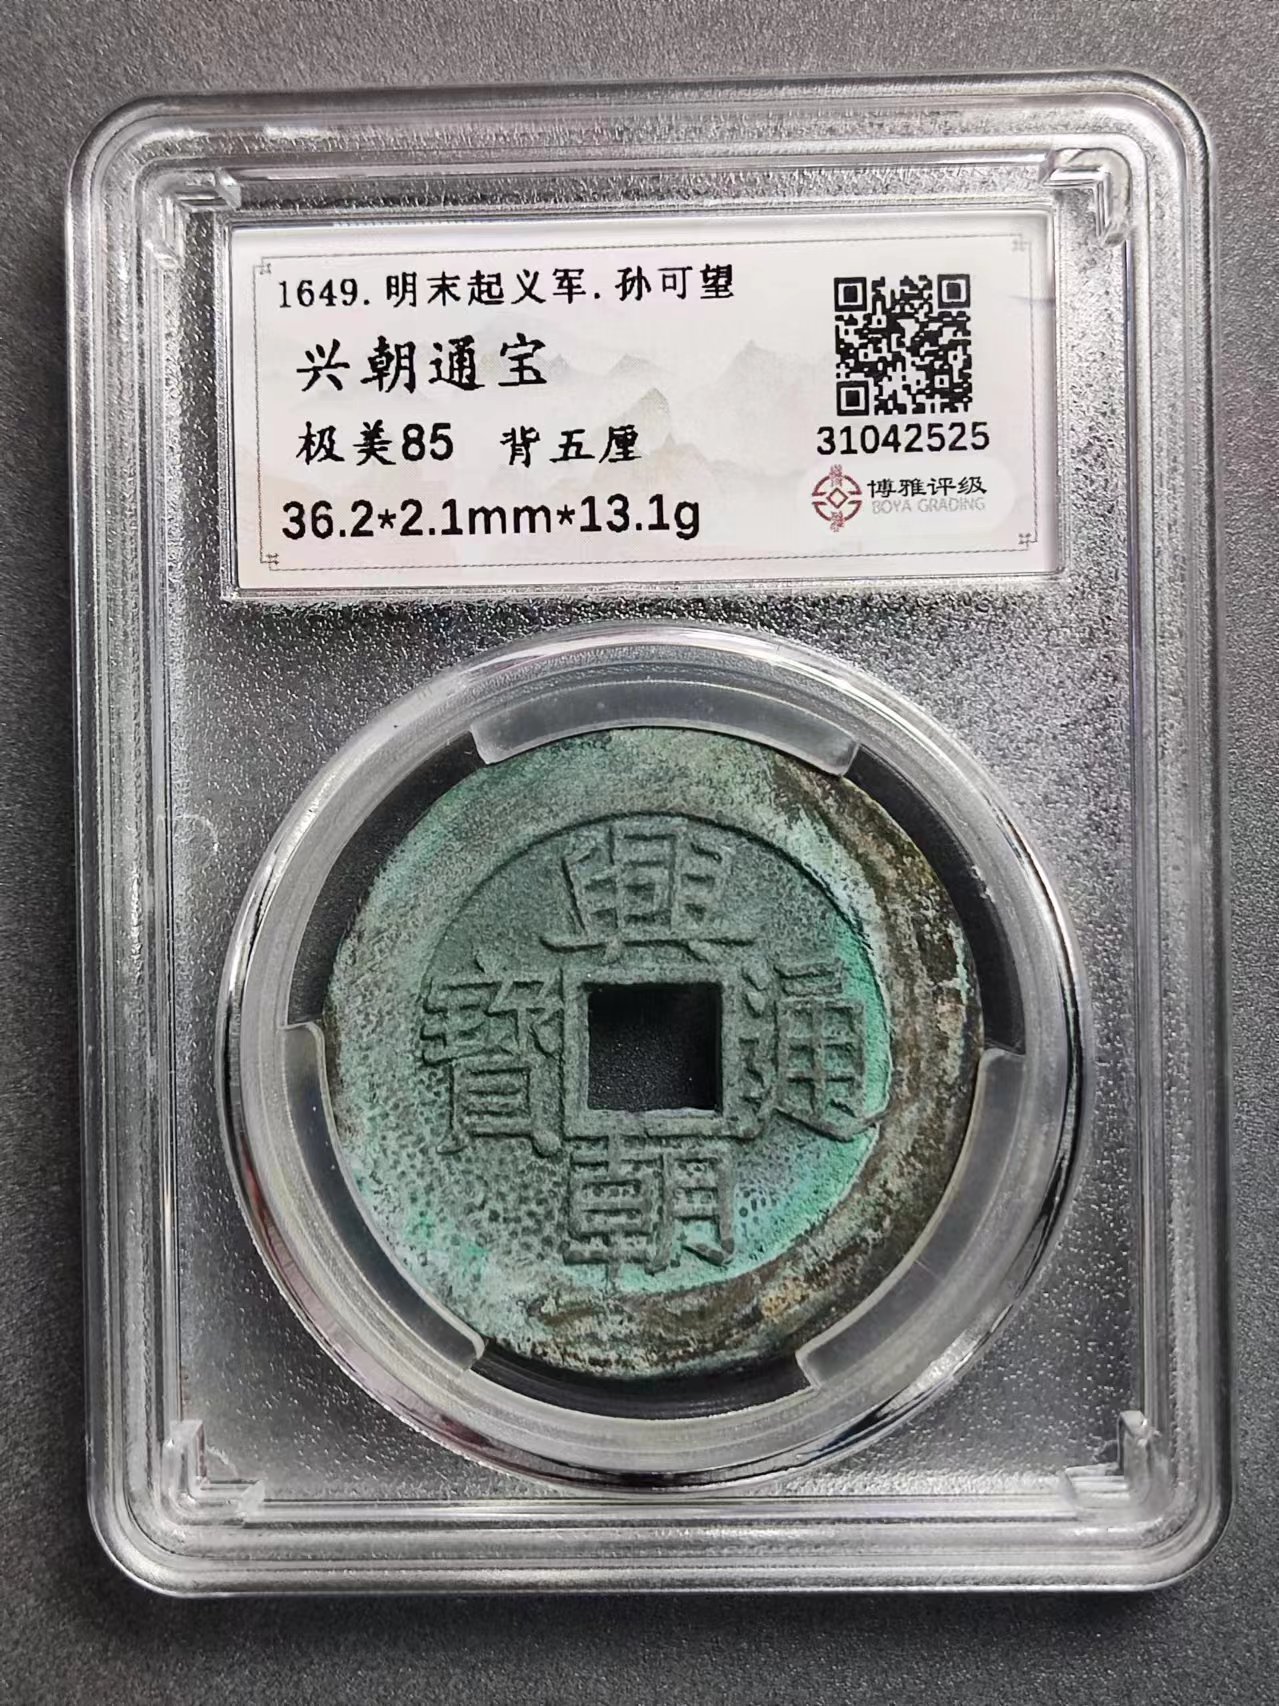 1649.明末起义军.孙可望
兴朝通宝
极美85 背五厘
36.2*2.1mm*13.1g
31042525
博雅评级
BOYA GRADING
興
寶 通
朝